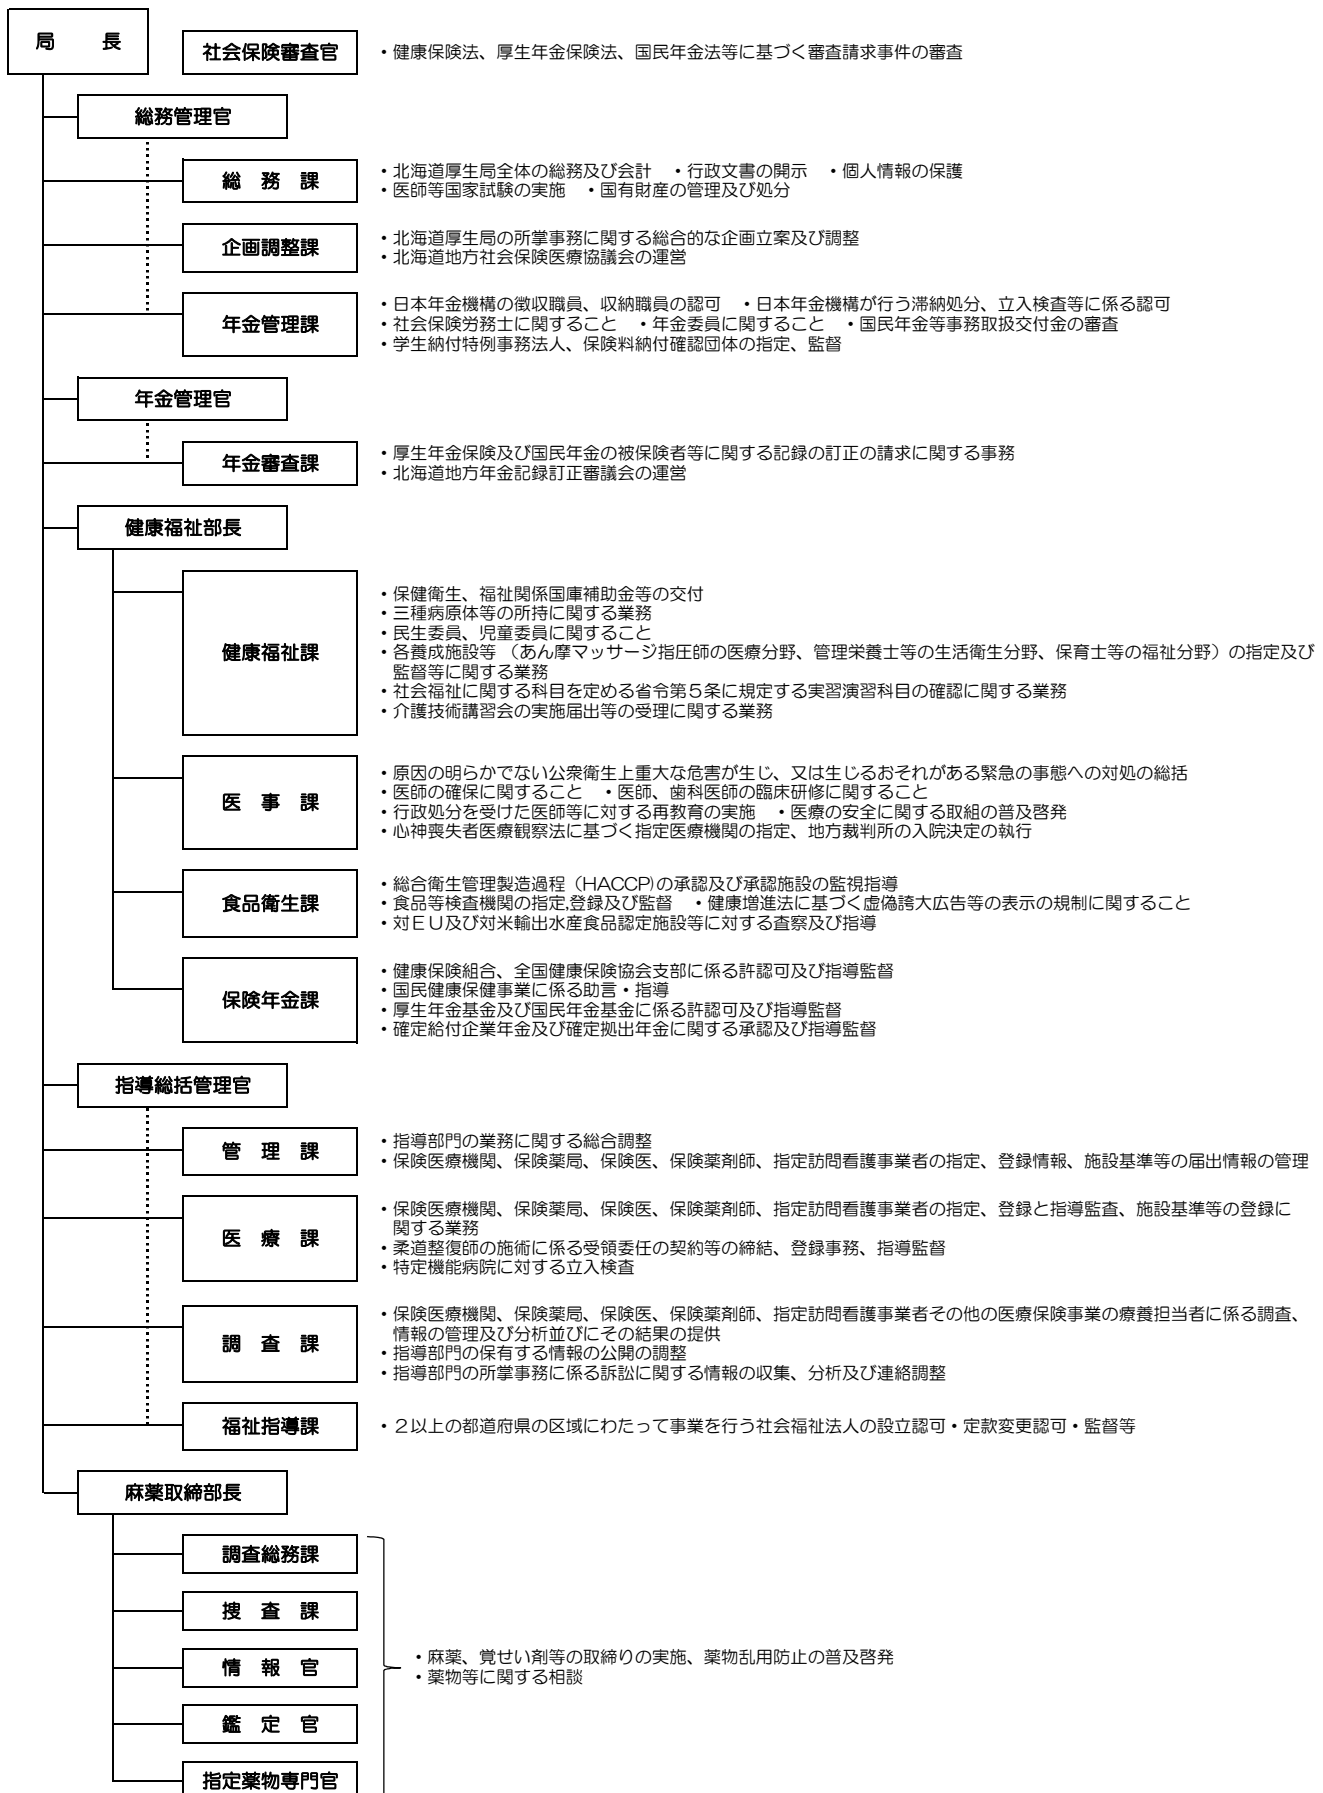 局　長
社会保険審査官
・健康保険法、厚生年金保険法、国民年金法等に基づく審査請求事件の審査
総務管理官
総　務　課
・北海道厚生局全体の総務及び会計　・行政文書の開示　・個人情報の保護
・医師等国家試験の実施　・国有財産の管理及び処分
企画調整課
・北海道厚生局の所掌事務に関する総合的な企画立案及び調整
・北海道地方社会保険医療協議会の運営
年金管理課
・日本年金機構の徴収職員、収納職員の認可　・日本年金機構が行う滞納処分、立入検査等に係る認可
・社会保険労務士に関すること　・年金委員に関すること　・国民年金等事務取扱交付金の審査
・学生納付特例事務法人、保険料納付確認団体の指定、監督
年金管理官
年金審査課
・厚生年金保険及び国民年金の被保険者等に関する記録の訂正の請求に関する事務
・北海道地方年金記録訂正審議会の運営
健康福祉部長
健康福祉課
・保健衛生、福祉関係国庫補助金等の交付
・三種病原体等の所持に関する業務
・民生委員、児童委員に関すること
・各養成施設等 （あん摩マッサージ指圧師の医療分野、管理栄養士等の生活衛生分野、保育士等の福祉分野）の指定及び
監督等に関する業務
・社会福祉に関する科目を定める省令第５条に規定する実習演習科目の確認に関する業務
・介護技術講習会の実施届出等の受理に関する業務
医　事　課
・原因の明らかでない公衆衛生上重大な危害が生じ、又は生じるおそれがある緊急の事態への対処の総括
・医師の確保に関すること　・医師、歯科医師の臨床研修に関すること
・行政処分を受けた医師等に対する再教育の実施　・医療の安全に関する取組の普及啓発
・心神喪失者医療観察法に基づく指定医療機関の指定、地方裁判所の入院決定の執行
食品衛生課
・総合衛生管理製造過程（HACCP)の承認及び承認施設の監視指導
・食品等検査機関の指定,登録及び監督　・健康増進法に基づく虚偽誇大広告等の表示の規制に関すること
・対ＥＵ及び対米輸出水産食品認定施設等に対する査察及び指導
保険年金課
・健康保険組合、全国健康保険協会支部に係る許認可及び指導監督
・国民健康保健事業に係る助言・指導
・厚生年金基金及び国民年金基金に係る許認可及び指導監督
・確定給付企業年金及び確定拠出年金に関する承認及び指導監督
指導総括管理官
管　理　課
・指導部門の業務に関する総合調整
・保険医療機関、保険薬局、保険医、保険薬剤師、指定訪問看護事業者の指定、登録情報、施設基準等の届出情報の管理
医　療　課
・保険医療機関、保険薬局、保険医、保険薬剤師、指定訪問看護事業者の指定、登録と指導監査、施設基準等の登録に
関する業務
・柔道整復師の施術に係る受領委任の契約等の締結、登録事務、指導監督
・特定機能病院に対する立入検査
調　査　課
・保険医療機関、保険薬局、保険医、保険薬剤師、指定訪問看護事業者その他の医療保険事業の療養担当者に係る調査、
情報の管理及び分析並びにその結果の提供
・指導部門の保有する情報の公開の調整
・指導部門の所掌事務に係る訴訟に関する情報の収集、分析及び連絡調整
福祉指導課
・２以上の都道府県の区域にわたって事業を行う社会福祉法人の設立認可・定款変更認可・監督等
麻薬取締部長
調査総務課
捜　査　課
情　報　官
・麻薬、覚せい剤等の取締りの実施、薬物乱用防止の普及啓発
・薬物等に関する相談
鑑　定　官
指定薬物専門官